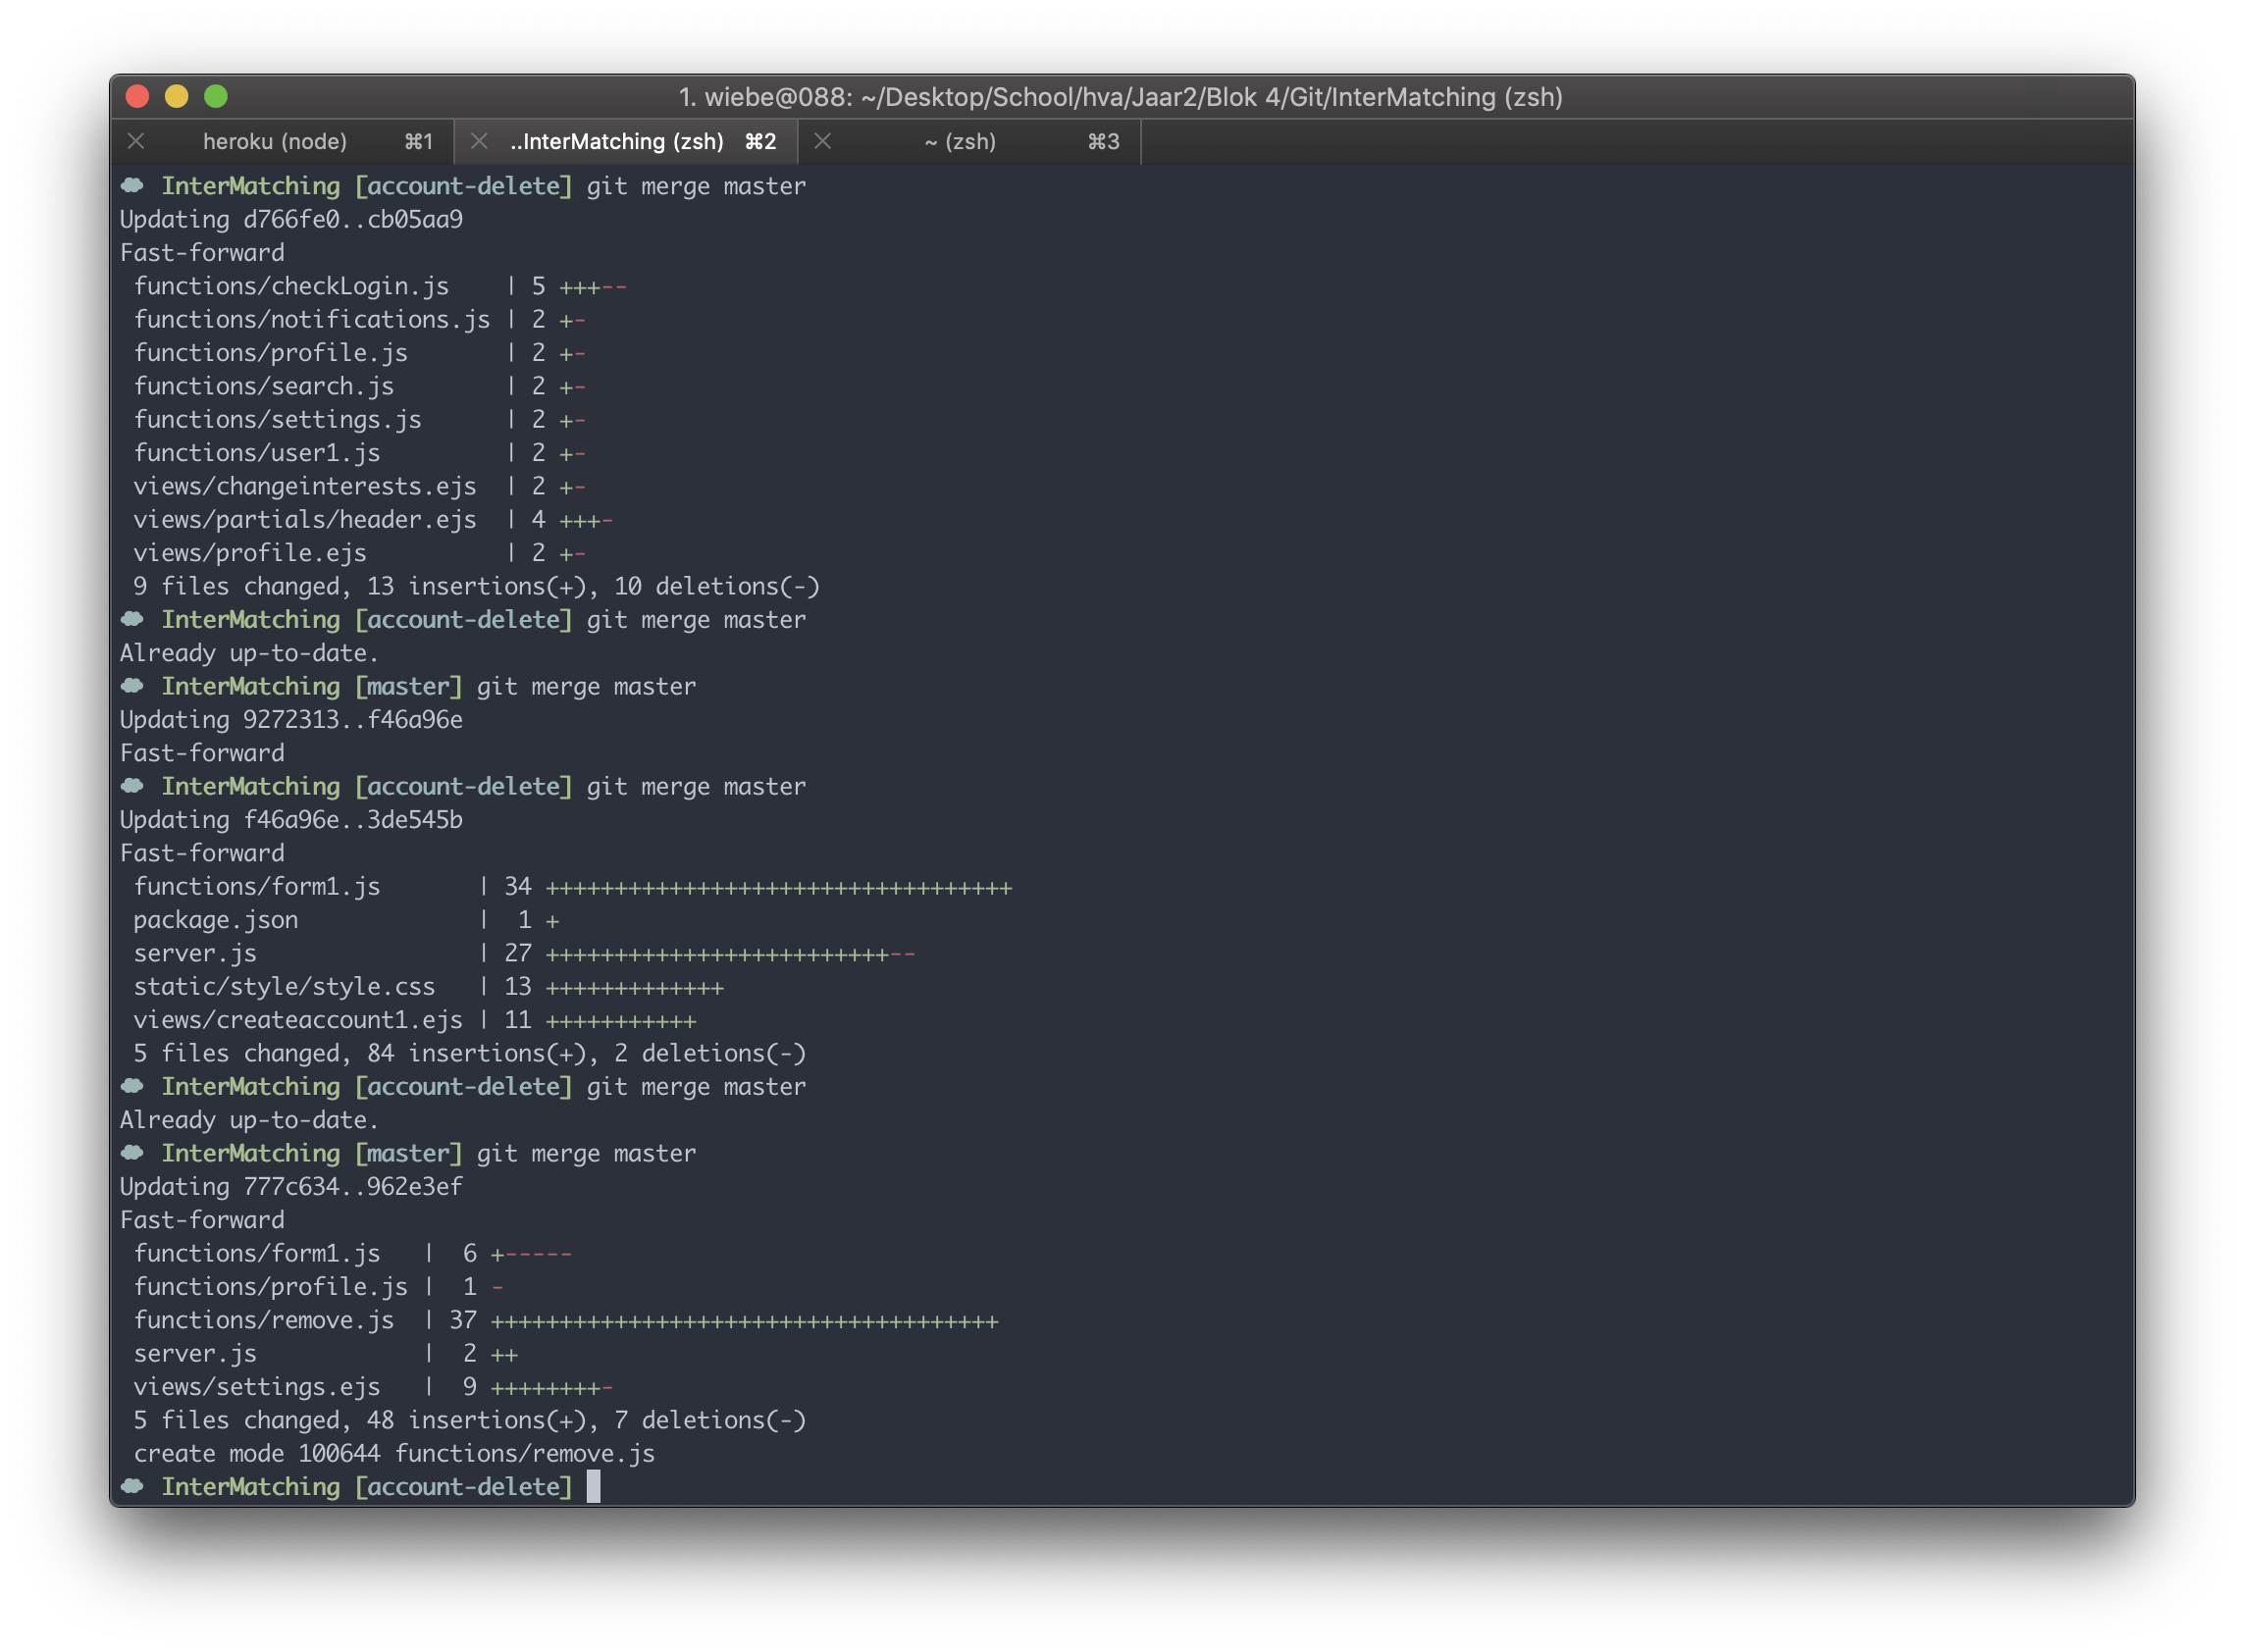 1. wiebe@088: ~/Desktop/School/hva/Jaar2/Blok 4/Git/InterMatching (zsh)
heroku (node) ⌘1 ..InterMatching (zsh) ⌘2 ~ (zsh) ⌘3
InterMatching [account-delete] git merge master
Updating d766fe0..cb05aa9
Fast-forward
 functions/checkLogin.js    | 5 +++--
 functions/notifications.js | 2 +-
 functions/profile.js       | 2 +-
 functions/search.js        | 2 +-
 functions/settings.js      | 2 +-
 functions/user1.js         | 2 +-
 views/changeinterests.ejs  | 2 +-
 views/partials/header.ejs  | 4 +++-
 views/profile.ejs          | 2 +-
 9 files changed, 13 insertions(+), 10 deletions(-)
InterMatching [account-delete] git merge master
Already up-to-date.
InterMatching [master] git merge master
Updating 9272313..f46a96e
Fast-forward
InterMatching [account-delete] git merge master
Updating f46a96e..3de545b
Fast-forward
 functions/form1.js       | 34 ++++++++++++++++++++++++++++++++++
 package.json             |  1 +
 server.js                | 27 +++++++++++++++++++++++++--
 static/style/style.css   | 13 +++++++++++++
 views/createaccount1.ejs | 11 +++++++++++
 5 files changed, 84 insertions(+), 2 deletions(-)
InterMatching [account-delete] git merge master
Already up-to-date.
InterMatching [master] git merge master
Updating 777c634..962e3ef
Fast-forward
 functions/form1.js   |  6 +-----
 functions/profile.js |  1 -
 functions/remove.js  | 37 +++++++++++++++++++++++++++++++++++++
 server.js            |  2 ++
 views/settings.ejs   |  9 ++++++++-
 5 files changed, 48 insertions(+), 7 deletions(-)
 create mode 100644 functions/remove.js
InterMatching [account-delete]